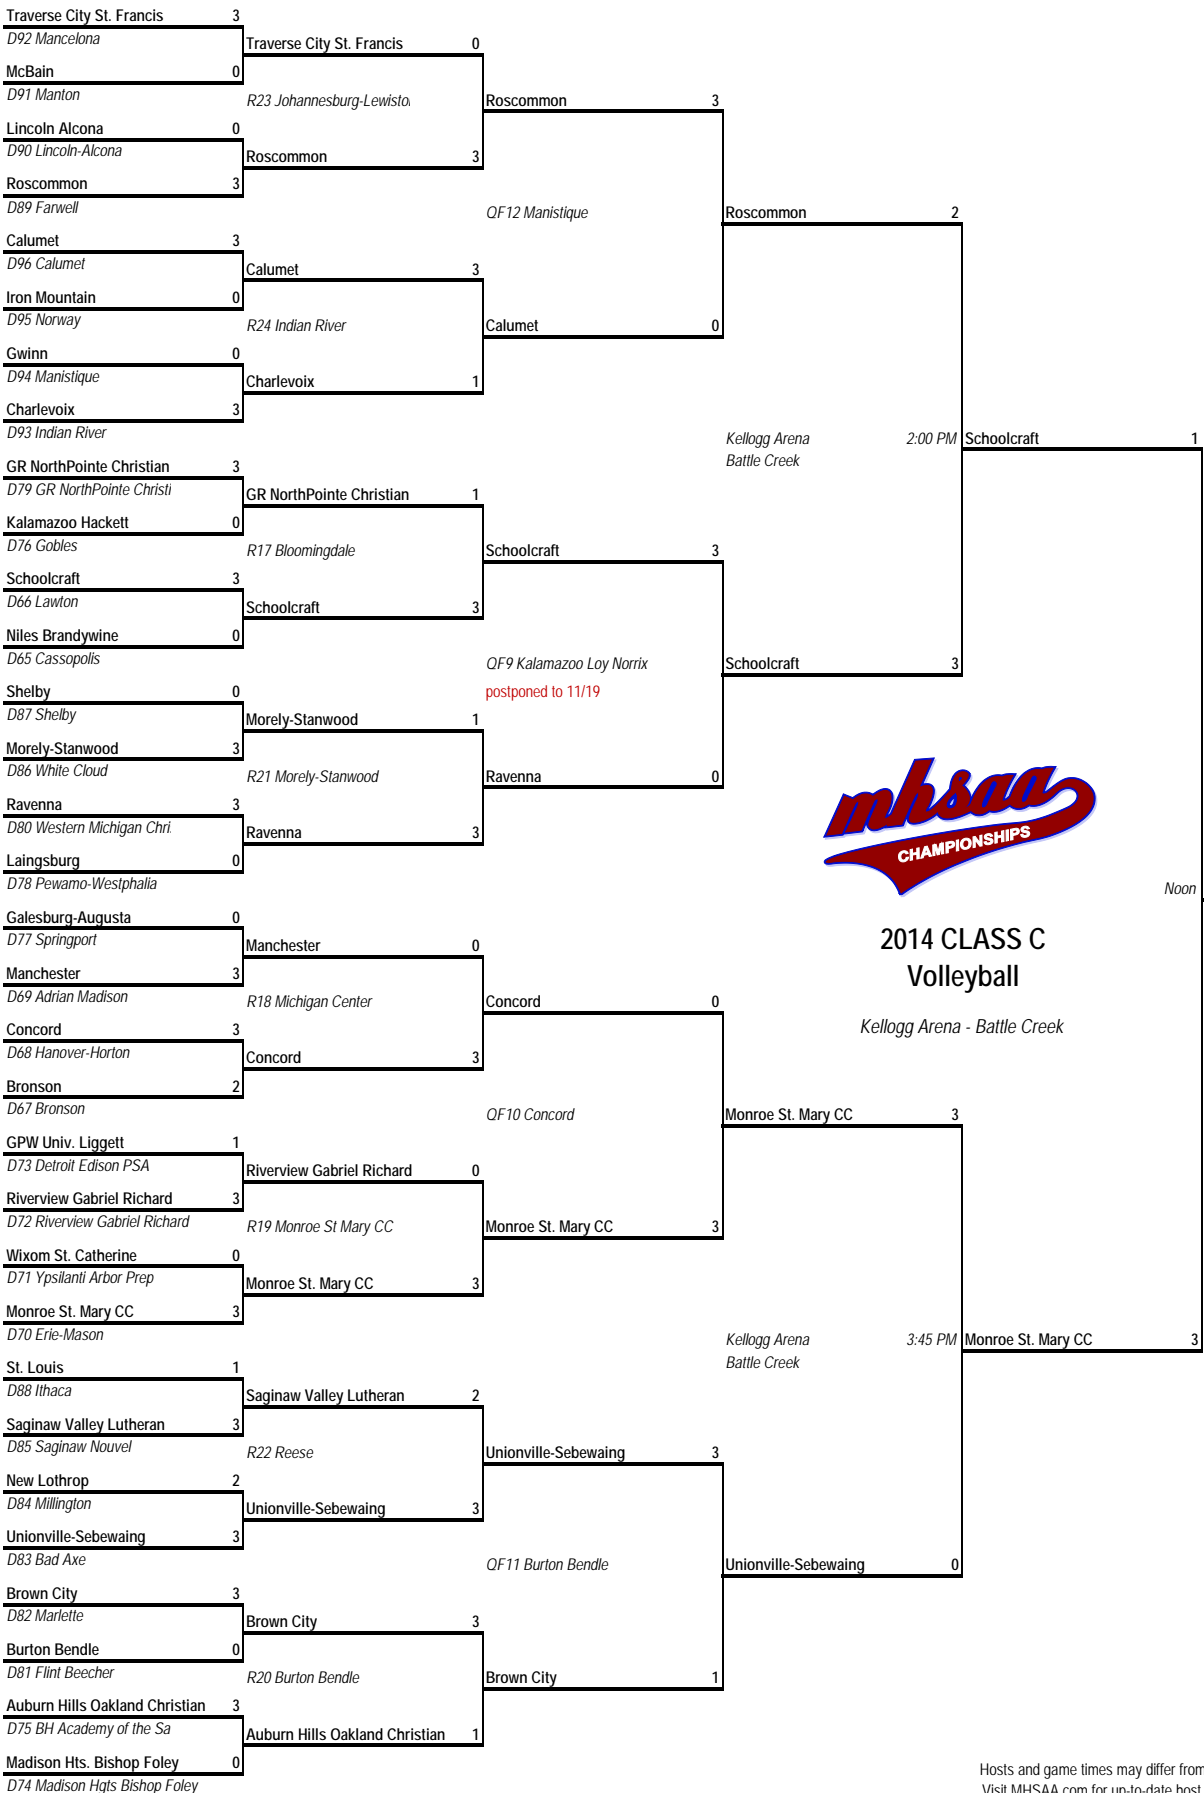 Traverse City St. Francis 3
D92 Mancelona
Traverse City St. Francis 0
McBain 0
D91 Manton
R23 Johannesburg-Lewisto
Roscommon 3
Lincoln Alcona 0
D90 Lincoln-Alcona
Roscommon 3
Roscommon 3
D89 Farwell
QF12 Manistique
Roscommon 2
Calumet 3
D96 Calumet
Calumet 3
Iron Mountain 0
D95 Norway
R24 Indian River
Calumet 0
Gwinn 0
D94 Manistique
Charlevoix 1
Charlevoix 3
D93 Indian River
Kellogg Arena 2:00 PM
Battle Creek
Schoolcraft 1
GR NorthPointe Christian 3
D79 GR NorthPointe Christi
GR NorthPointe Christian 1
Kalamazoo Hackett 0
D76 Gobles
R17 Bloomingdale
Schoolcraft 3
Schoolcraft 3
D66 Lawton
Schoolcraft 3
Niles Brandywine 0
D65 Cassopolis
QF9 Kalamazoo Loy Norrix
postponed to 11/19
Schoolcraft 3
Shelby 0
D87 Shelby
Morely-Stanwood 1
Morely-Stanwood 3
D86 White Cloud
R21 Morely-Stanwood
Ravenna 0
Ravenna 3
D80 Western Michigan Chri
Ravenna 3
Laingsburg 0
D78 Pewamo-Westphalia
mhsaa
CHAMPIONSHIPS
Noon
2014 CLASS C
Volleyball
Kellogg Arena - Battle Creek
Galesburg-Augusta 0
D77 Springport
Manchester 0
Manchester 3
D69 Adrian Madison
R18 Michigan Center
Concord 0
Concord 3
D68 Hanover-Horton
Concord 3
Bronson 2
D67 Bronson
QF10 Concord
Monroe St. Mary CC 3
GPW Univ. Liggett 1
D73 Detroit Edison PSA
Riverview Gabriel Richard 0
Riverview Gabriel Richard 3
D72 Riverview Gabriel Richard
R19 Monroe St Mary CC
Monroe St. Mary CC 3
Wixom St. Catherine 0
D71 Ypsilanti Arbor Prep
Monroe St. Mary CC 3
Monroe St. Mary CC 3
D70 Erie-Mason
Kellogg Arena 3:45 PM
Battle Creek
Monroe St. Mary CC 3
St. Louis 1
D88 Ithaca
Saginaw Valley Lutheran 2
Saginaw Valley Lutheran 3
D85 Saginaw Nouvel
R22 Reese
Unionville-Sebewaing 3
New Lothrop 2
D84 Millington
Unionville-Sebewaing 3
Unionville-Sebewaing 3
D83 Bad Axe
QF11 Burton Bendle
Unionville-Sebewaing 0
Brown City 3
D82 Marlette
Brown City 3
Burton Bendle 0
D81 Flint Beecher
R20 Burton Bendle
Brown City 1
Auburn Hills Oakland Christian 3
D75 BH Academy of the Sa
Auburn Hills Oakland Christian 1
Madison Hts. Bishop Foley 0
D74 Madison Hgts Bishop Foley
Hosts and game times may differ from
Visit MHSAA.com for up-to-date host